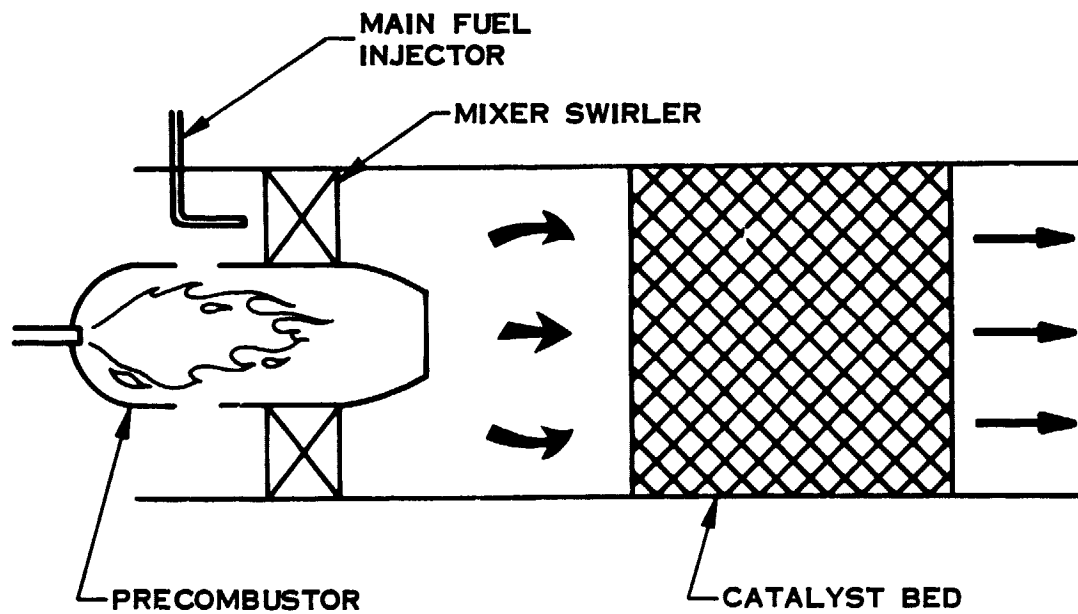 MAIN FUEL
INJECTOR
MIXER SWIRLER
PRECOMBUSTOR
CATALYST BED